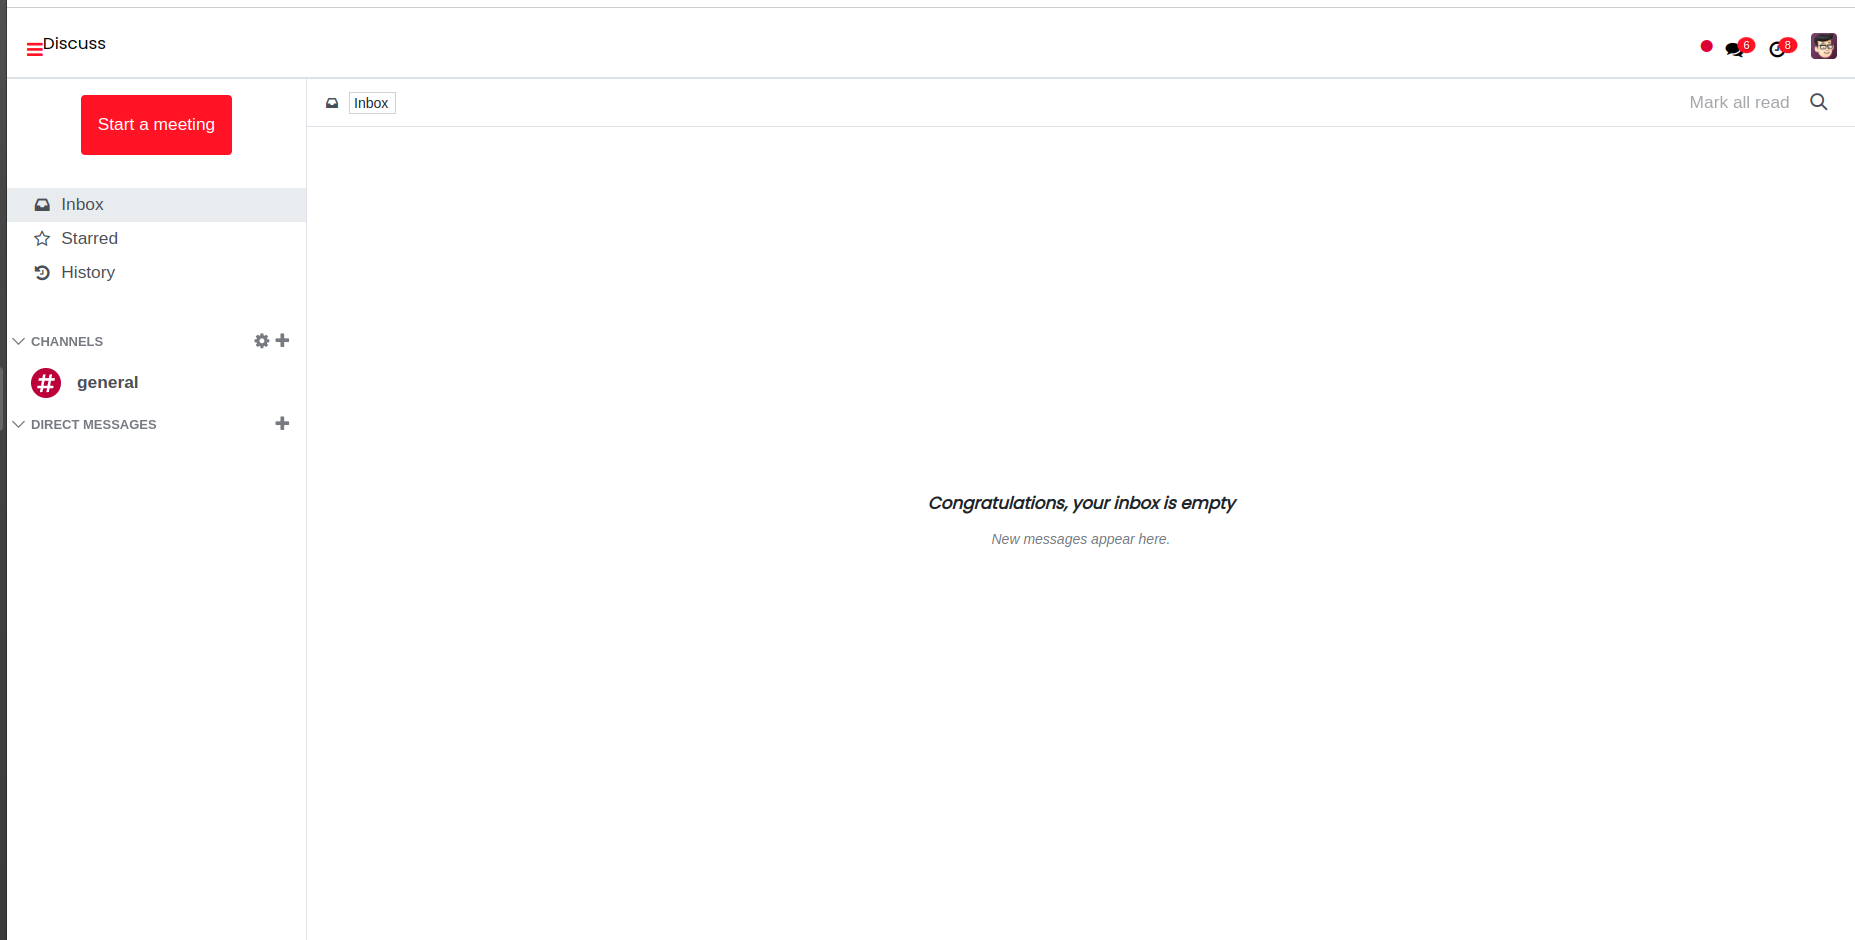 Discuss
6
8
Start a meeting
Inbox
Mark all read
Inbox
Starred
History
CHANNELS
general
DIRECT MESSAGES
Congratulations, your inbox is empty
New messages appear here.